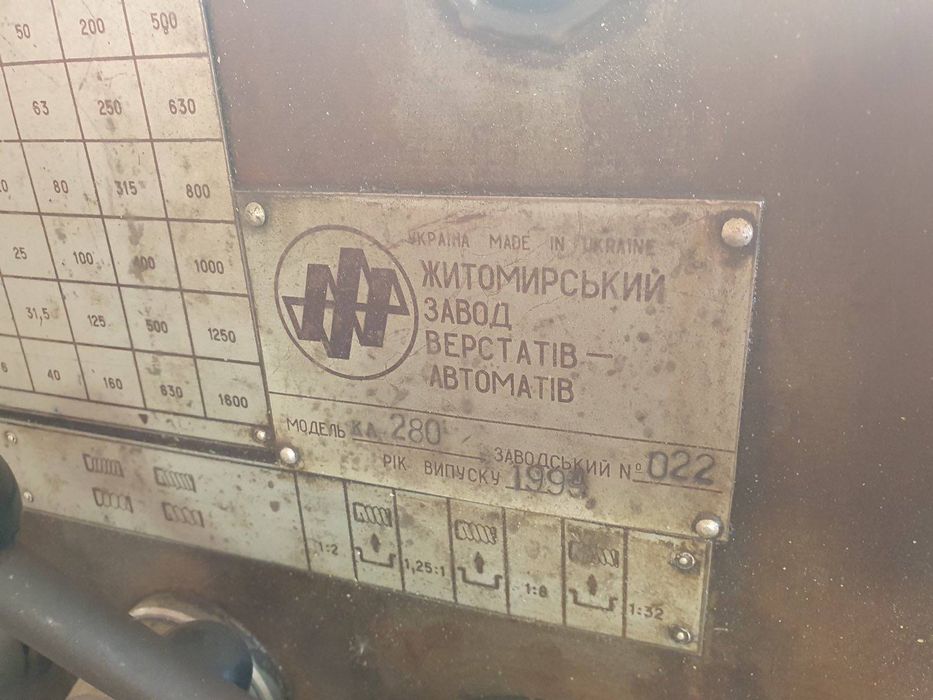 50 200 500
63 250 630
80 315 800
25 100 400 1000
31,5 125 500 1250
40 160 630 1600
УКРАЇНА MADE IN UKRAINE
ЖИТОМИРСЬКИЙ
ЗАВОД
ВЕРСТАТІВ —
АВТОМАТІВ
МОДЕЛЬ КА 280 ЗАВОДСЬКИЙ № 022
РІК ВИПУСКУ
1:2 1,25:1 1:8 1:32